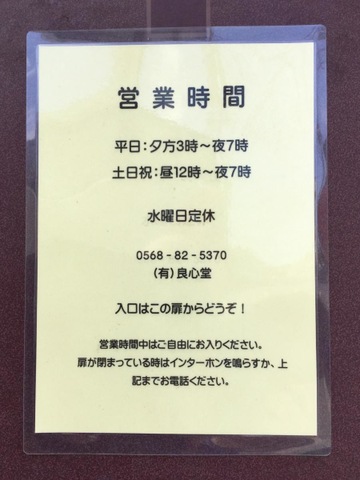 営業時間
平日：夕方3時～夜7時
土日祝：昼12時～夜7時
水曜日定休
0568 - 82 - 5370
（有）良心堂
入口はこの扉からどうぞ！
営業時間中はご自由にお入りください。
扉が閉まっている時はインターホンを鳴らすか、上
記までお電話ください。